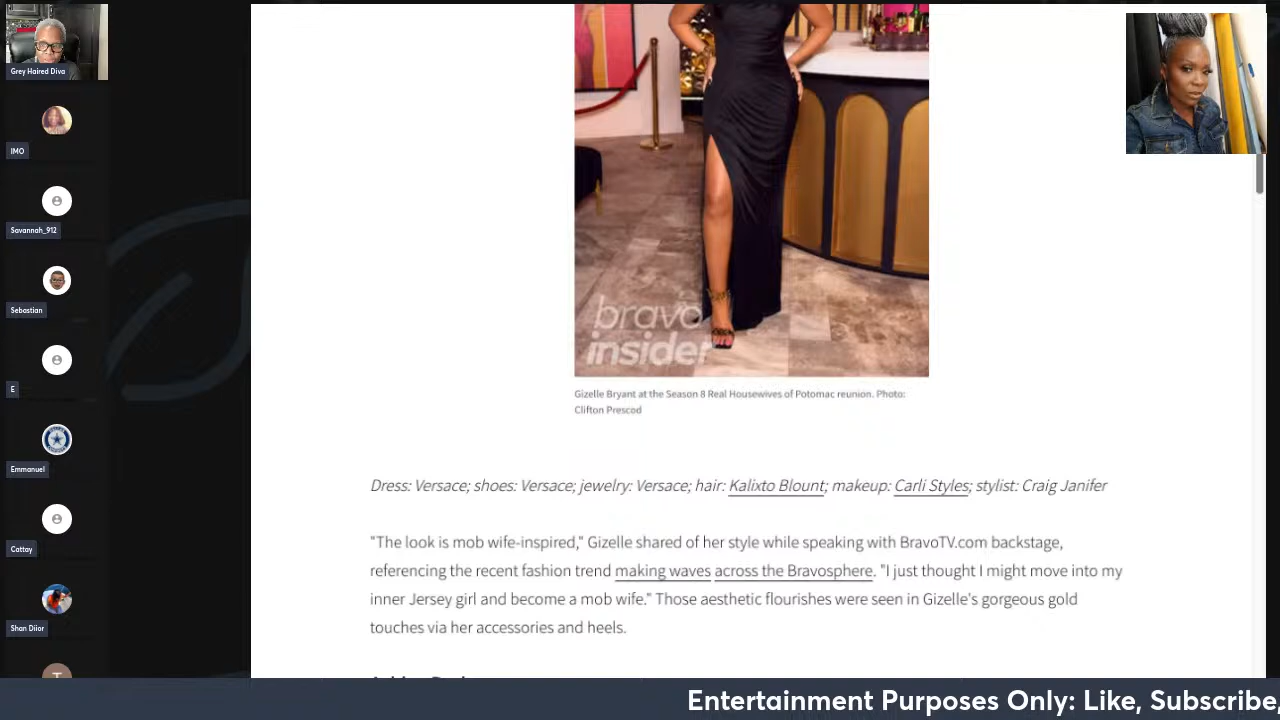 Grey Haired Diva
IMO
Savannah_912
Sebastian
E
Emmanuel
Cattoy
Shan Diior
T
bravo
insider
Gizelle Bryant at the Season 8 Real Housewives of Potomac reunion. Photo:
Clifton Prescod
Dress: Versace; shoes: Versace; jewelry: Versace; hair: Kalixto Blount; makeup: Carli Styles; stylist: Craig Janifer
"The look is mob wife-inspired," Gizelle shared of her style while speaking with BravoTV.com backstage,
referencing the recent fashion trend making waves across the Bravosphere. "I just thought I might move into my
inner Jersey girl and become a mob wife." Those aesthetic flourishes were seen in Gizelle's gorgeous gold
touches via her accessories and heels.
Entertainment Purposes Only: Like, Subscribe,